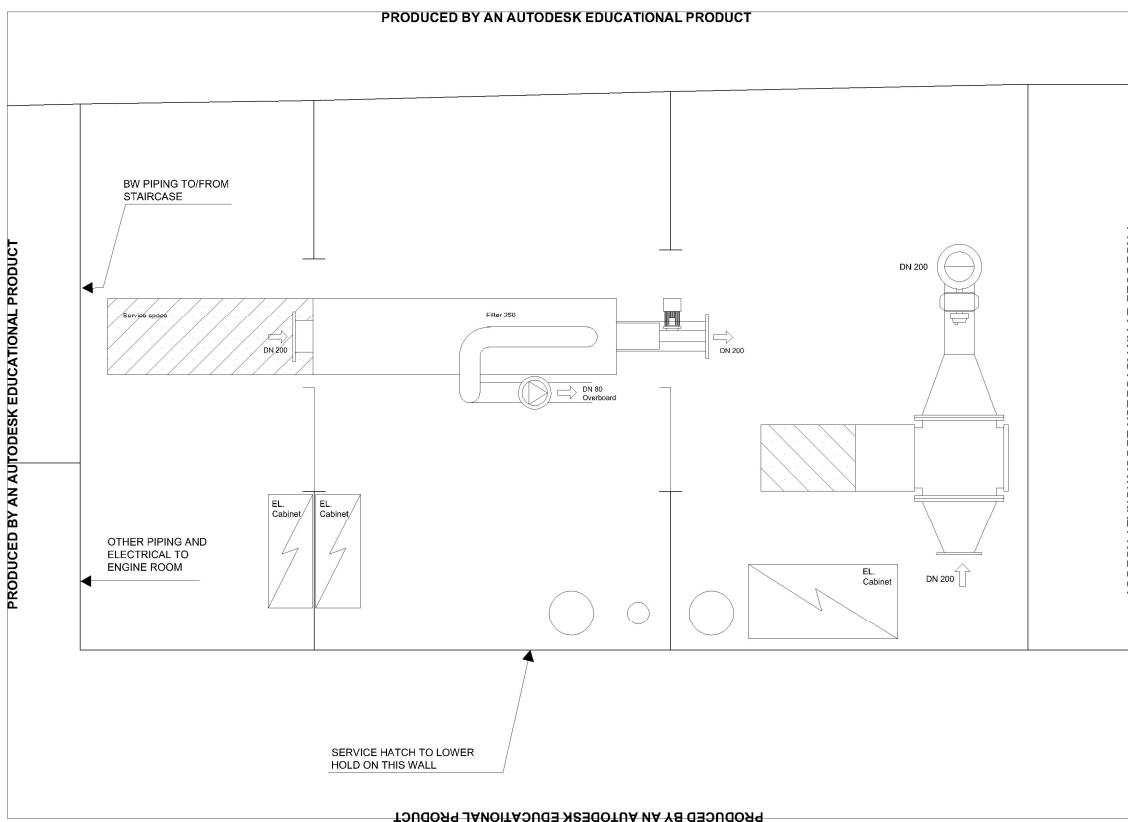 PRODUCED BY AN AUTODESK EDUCATIONAL PRODUCT
BW PIPING TO/FROM
STAIRCASE
PRODUCED BY AN AUTODESK EDUCATIONAL PRODUCT
DN 200
Service space
DN 200
Filter 250
DN 200
DN 80
Overboard
EL.
Cabinet
EL.
Cabinet
OTHER PIPING AND
ELECTRICAL TO
ENGINE ROOM
EL.
Cabinet
DN 200
SERVICE HATCH TO LOWER
HOLD ON THIS WALL
PRODUCED BY AN AUTODESK EDUCATIONAL PRODUCT